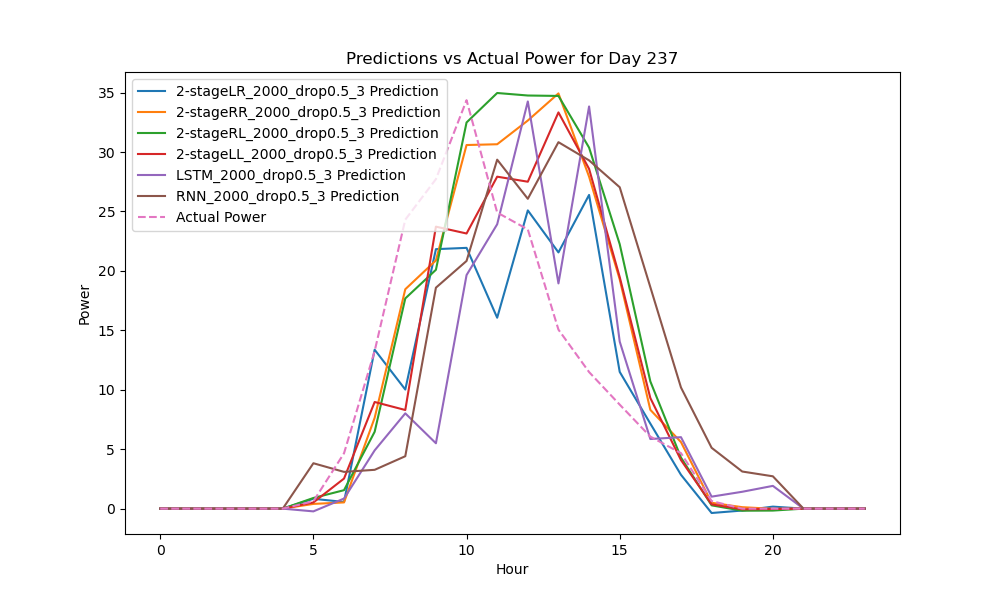 Predictions vs Actual Power for Day 237
2-stageLR_2000_drop0.5_3 Prediction
2-stageRR_2000_drop0.5_3 Prediction
2-stageRL_2000_drop0.5_3 Prediction
2-stageLL_2000_drop0.5_3 Prediction
LSTM_2000_drop0.5_3 Prediction
RNN_2000_drop0.5_3 Prediction
Actual Power
35
30
25
20
15
10
5
0
Power
0 5 10 15 20
Hour